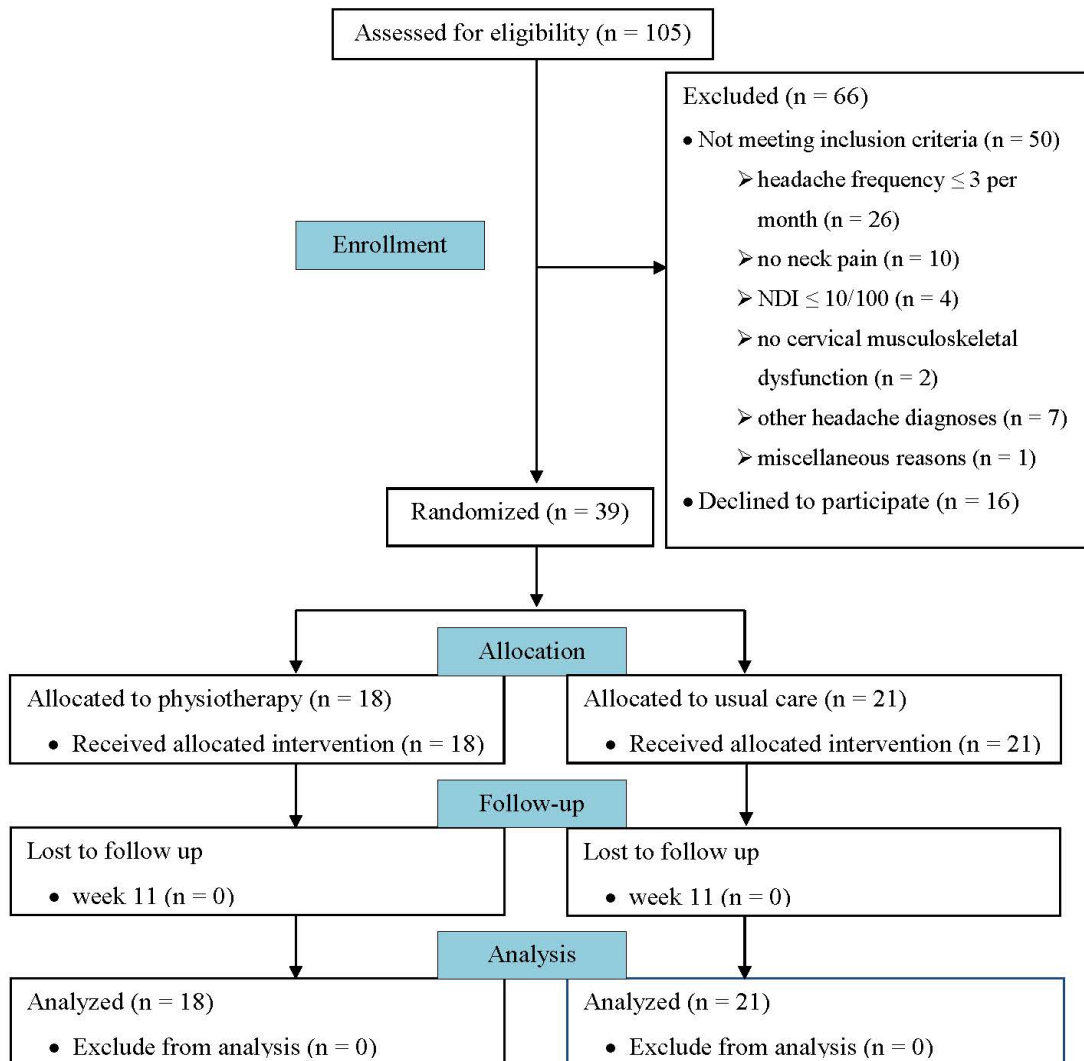 Assessed for eligibility (n = 105)
Excluded (n = 66)
• Not meeting inclusion criteria (n = 50)
➢ headache frequency ≤ 3 per
month (n = 26)
➢ no neck pain (n = 10)
➢ NDI ≤ 10/100 (n = 4)
➢ no cervical musculoskeletal
dysfunction (n = 2)
➢ other headache diagnoses (n = 7)
➢ miscellaneous reasons (n = 1)
• Declined to participate (n = 16)
Enrollment
Randomized (n = 39)
Allocation
Allocated to physiotherapy (n = 18)
• Received allocated intervention (n = 18)
Allocated to usual care (n = 21)
• Received allocated intervention (n = 21)
Follow-up
Lost to follow up
• week 11 (n = 0)
Lost to follow up
• week 11 (n = 0)
Analysis
Analyzed (n = 18)
• Exclude from analysis (n = 0)
Analyzed (n = 21)
• Exclude from analysis (n = 0)